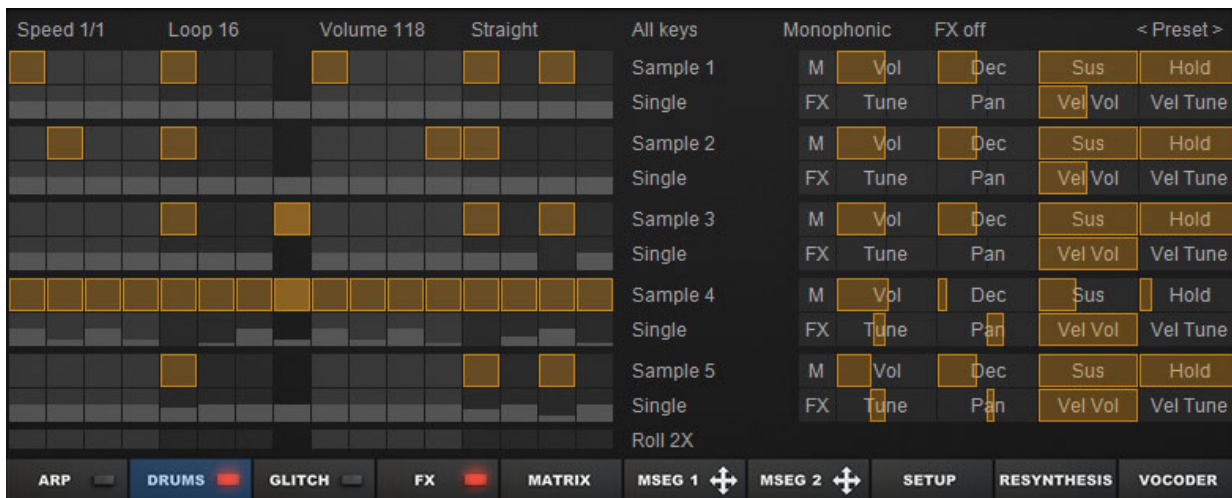 Speed 1/1 Loop 16 Volume 118 Straight All keys Monophonic FX off < Preset >
Sample 1 M Vol Dec Sus Hold
Single FX Tune Pan Vel Vol Vel Tune
Sample 2 M Vol Dec Sus Hold
Single FX Tune Pan Vel Vol Vel Tune
Sample 3 M Vol Dec Sus Hold
Single FX Tune Pan Vel Vol Vel Tune
Sample 4 M Vol Dec Sus Hold
Single FX Tune Pan Vel Vol Vel Tune
Sample 5 M Vol Dec Sus Hold
Single FX Tune Pan Vel Vol Vel Tune
Roll 2X
ARP DRUMS GLITCH FX MATRIX MSEG 1 MSEG 2 SETUP RESYNTHESIS VOCODER